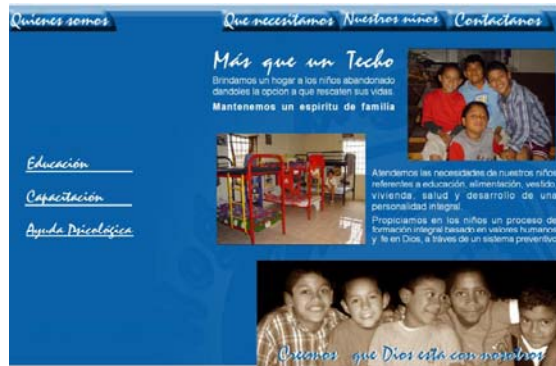 Quienes somos
Que necesitamos
Nuestros niños
Contactanos
Más que un Techo
Brindamos un hogar a los niños abandonado
dandoles la opcion a que rescaten sus vidas.
Mantenemos un espiritu de familia
Educación
Capacitación
Ayuda Psicológica
Atendemos las necesidades de nuestros niños
referentes a educación, alimentación, vestido
vivienda, salud y desarrollo de una
personalidad integral.
Propiciamos en los niños un proceso de
formación integral basado en valores humanos
y fe en Dios, a tráves de un sistema preventivo
Creemos que Dios esta con nosotros